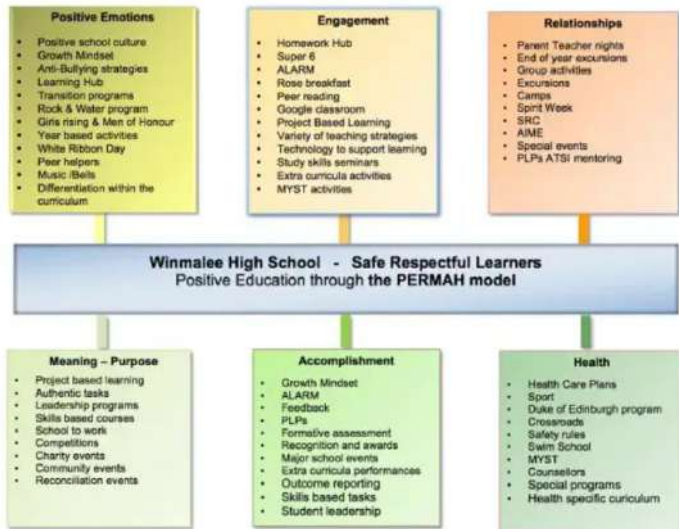 Positive Emotions
Positive school culture
Growth Mindset
Anti-Bullying strategies
Learning Hub
Transition programs
Rock & Water program
Girls rising & Men of Honour
Year based activities
White Ribbon Day
Peer helpers
Music /Bells
Differentiation within the
curriculum
Engagement
Homework Hub
Super 6
ALARM
Rose breakfast
Peer reading
Google classroom
Project Based Learning
Variety of teaching strategies
Technology to support learning
Study skills seminars
Extra curricula activities
MYST activities
Relationships
Parent Teacher nights
End of year excursions
Group activities
Excursions
Camps
Spirit Week
SRC
AIME
Special events
PLPs ATSI mentoring
Winmalee High School - Safe Respectful Learners
Positive Education through the PERMAH model
Meaning – Purpose
Project based learning
Authentic tasks
Leadership programs
Skills based courses
School to work
Competitions
Charity events
Community events
Reconciliation events
Accomplishment
Growth Mindset
ALARM
Feedback
PLPs
Formative assessment
Recognition and awards
Major school events
Extra curricula performances
Outcome reporting
Skills based tasks
Student leadership
Health
Health Care Plans
Sport
Duke of Edinburgh program
Crossroads
Safety rules
Swim School
MYST
Counsellors
Special programs
Health specific curiculum